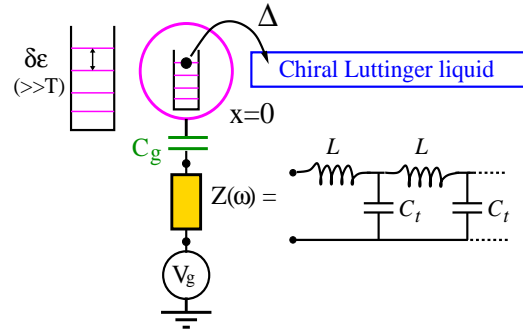 Δ
δε
(>>T)
Chiral Luttinger liquid
x=0
C_g
L L
Z(ω) =
C_t C_t
V_g